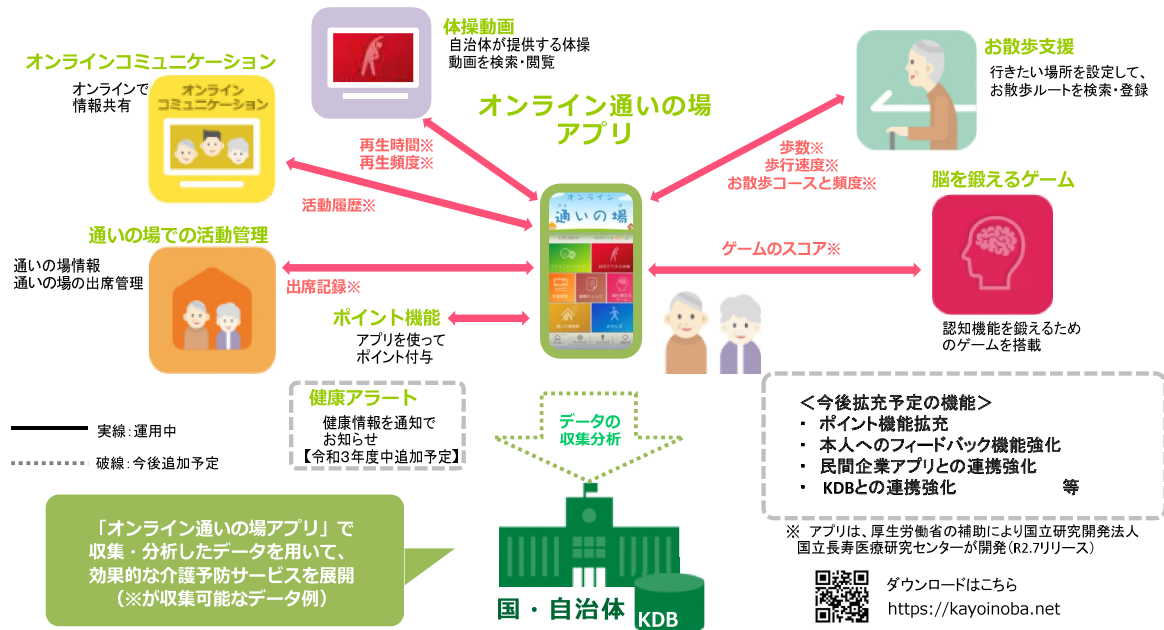 体操動画
自治体が提供する体操
動画を検索・閲覧
オンラインコミュニケーション
オンラインで
情報共有
オンライン
コミュニケーション
オンライン通いの場
アプリ
お散歩支援
行きたい場所を設定して、
お散歩ルートを検索・登録
再生時間※
再生頻度※
歩数※
歩行速度※
お散歩コースと頻度※
活動履歴※
脳を鍛えるゲーム
オンライン
通いの場
通いの場での活動管理
通いの場情報
通いの場の出席管理
出席記録※
ゲームのスコア※
認知機能を鍛えるため
のゲームを搭載
ポイント機能
アプリを使って
ポイント付与
健康アラート
健康情報を通知で
お知らせ
【令和3年度中追加予定】
データの
収集分析
実線：運用中
破線：今後追加予定
＜今後拡充予定の機能＞
・ ポイント機能拡充
・ 本人へのフィードバック機能強化
・ 民間企業アプリとの連携強化
・ KDBとの連携強化 等
「オンライン通いの場アプリ」で
収集・分析したデータを用いて、
効果的な介護予防サービスを展開
（※が収集可能なデータ例）
国・自治体
KDB
※ アプリは、厚生労働省の補助により国立研究開発法人
国立長寿医療研究センターが開発（R2.7リリース）
ダウンロードはこちら
https://kayoinoba.net